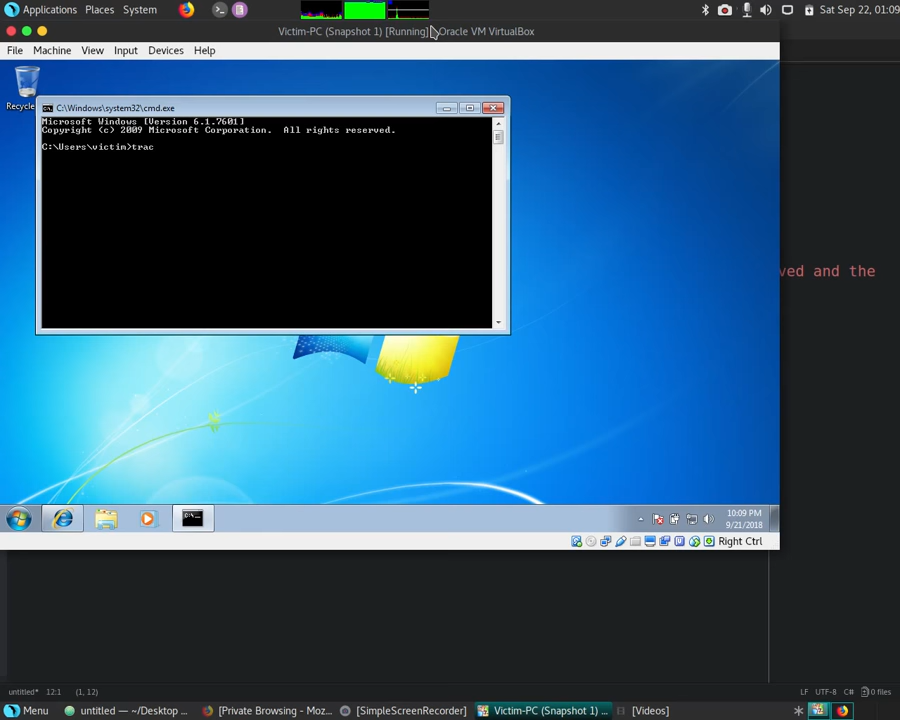 Applications Places System
Sat Sep 22, 01:09
Victim-PC (Snapshot 1) [Running] - Oracle VM VirtualBox
File Machine View Input Devices Help
Recycle
C:\Windows\system32\cmd.exe
Microsoft Windows [Version 6.1.7601]
Copyright (c) 2009 Microsoft Corporation. All rights reserved.
C:\Users\victim>trac
ved and the
10:09 PM
9/21/2018
Right Ctrl
untitled* 12:1 (1, 12)
LF UTF-8 C# 0 files
Menu untitled — ~/Desktop ... [Private Browsing - Moz... [SimpleScreenRecorder] Victim-PC (Snapshot 1) ... [Videos]